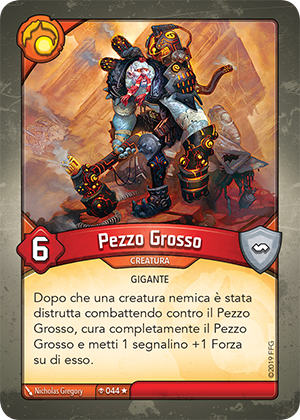 Pezzo Grosso
6
CREATURA
GIGANTE
Dopo che una creatura nemica è stata
distrutta combattendo contro il Pezzo
Grosso, cura completamente il Pezzo
Grosso e metti 1 segnalino +1 Forza
su di esso.
©2019 FFG
Nicholas Gregory
044★